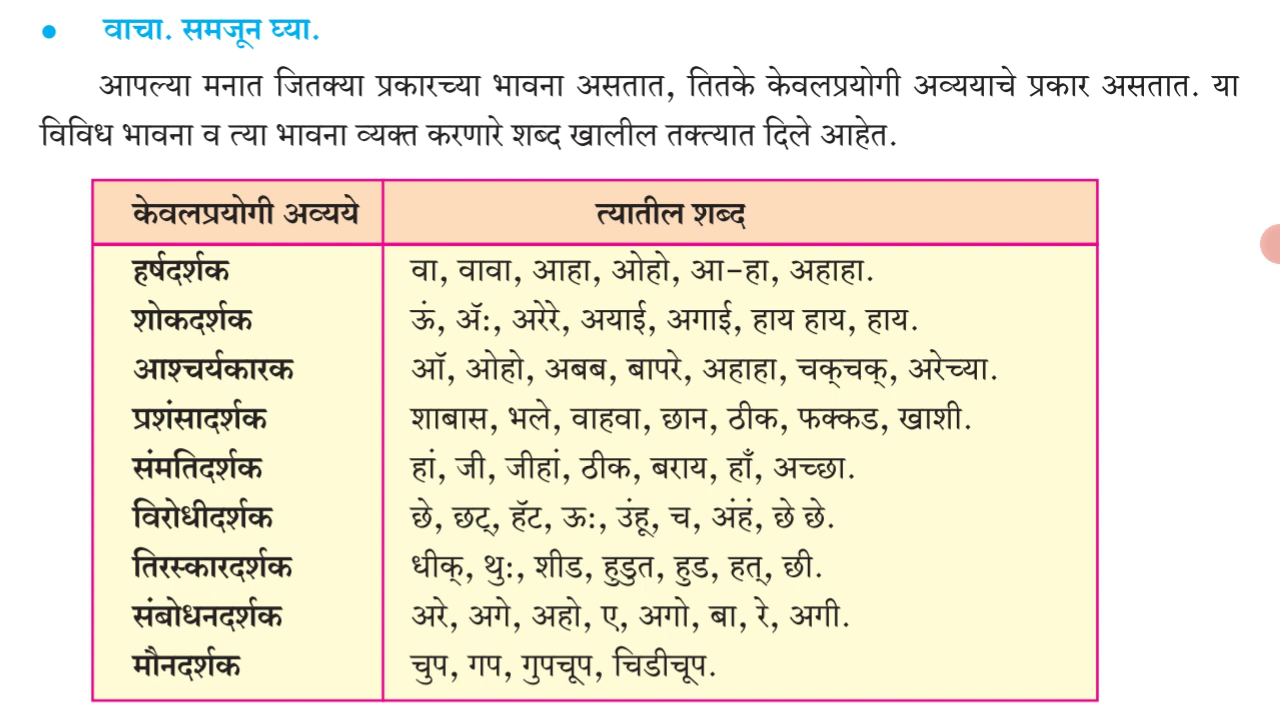 • वाचा. समजून घ्या.
आपल्या मनात जितक्या प्रकारच्या भावना असतात, तितके केवलप्रयोगी अव्ययाचे प्रकार असतात. या
विविध भावना व त्या भावना व्यक्त करणारे शब्द खालील तक्त्यात दिले आहेत.
केवलप्रयोगी अव्यये त्यातील शब्द
हर्षदर्शक वा, वावा, आहा, ओहो, आ-हा, अहाहा.
शोकदर्शक ऊं, ॲः, अरेरे, अयाई, अगाई, हाय हाय, हाय.
आश्चर्यकारक ऑ, ओहो, अबब, बापरे, अहाहा, चक्‌चक्, अरेच्या.
प्रशंसादर्शक शाबास, भले, वाहवा, छान, ठीक, फक्कड, खाशी.
संमतिदर्शक हां, जी, जीहां, ठीक, बराय, हाँ, अच्छा.
विरोधीदर्शक छे, छट्, हॅट, ऊः, उंहू, च, अंहं, छे छे.
तिरस्कारदर्शक धीक्, थुः, शीड, हुडुत, हुड, हत्, छी.
संबोधनदर्शक अरे, अगे, अहो, ए, अगो, बा, रे, अगी.
मौनदर्शक चुप, गप, गुपचूप, चिडीचूप.